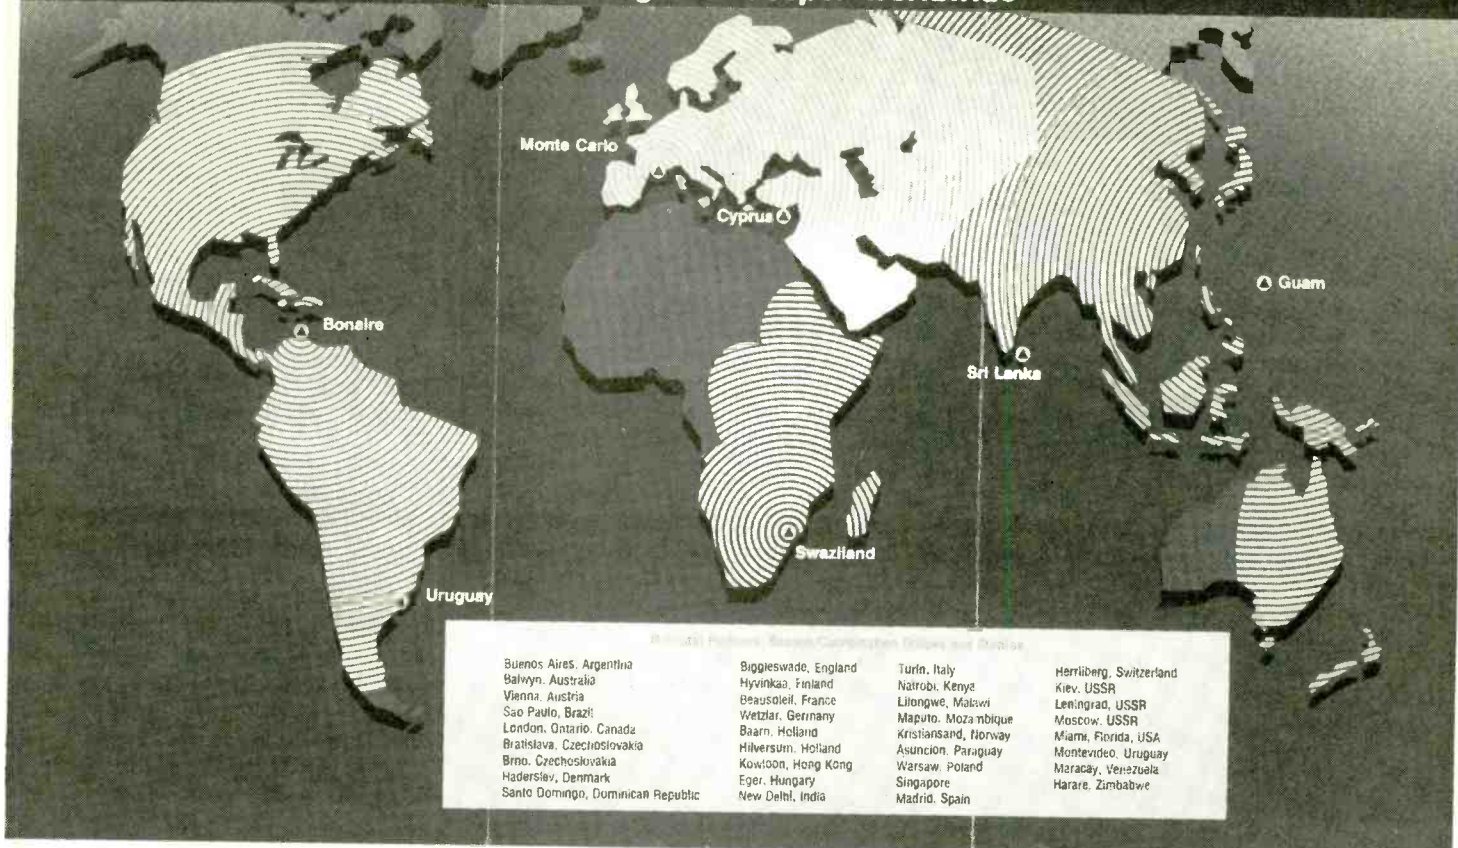 Monte Carlo
Cyprus
Guam
Bonaire
Sri Lanka
Swaziland
Uruguay
Buenos Aires, Argentina
Balwyn, Australia
Vienna, Austria
Sao Paulo, Brazil
London, Ontario, Canada
Bratislava, Czechoslovakia
Brno, Czechoslovakia
Haderslev, Denmark
Santo Domingo, Dominican Republic
Biggleswade, England
Hyvinkaa, Finland
Beausoleil, France
Wetzlar, Germany
Baarn, Holland
Hilversum, Holland
Kowloon, Hong Kong
Eger, Hungary
New Delhi, India
Turin, Italy
Nairobi, Kenya
Lilongwe, Malawi
Maputo, Mozambique
Kristiansand, Norway
Asuncion, Paraguay
Warsaw, Poland
Singapore
Madrid, Spain
Herrliberg, Switzerland
Kiev, USSR
Leningrad, USSR
Moscow, USSR
Miami, Florida, USA
Montevideo, Uruguay
Maracay, Venezuela
Harare, Zimbabwe